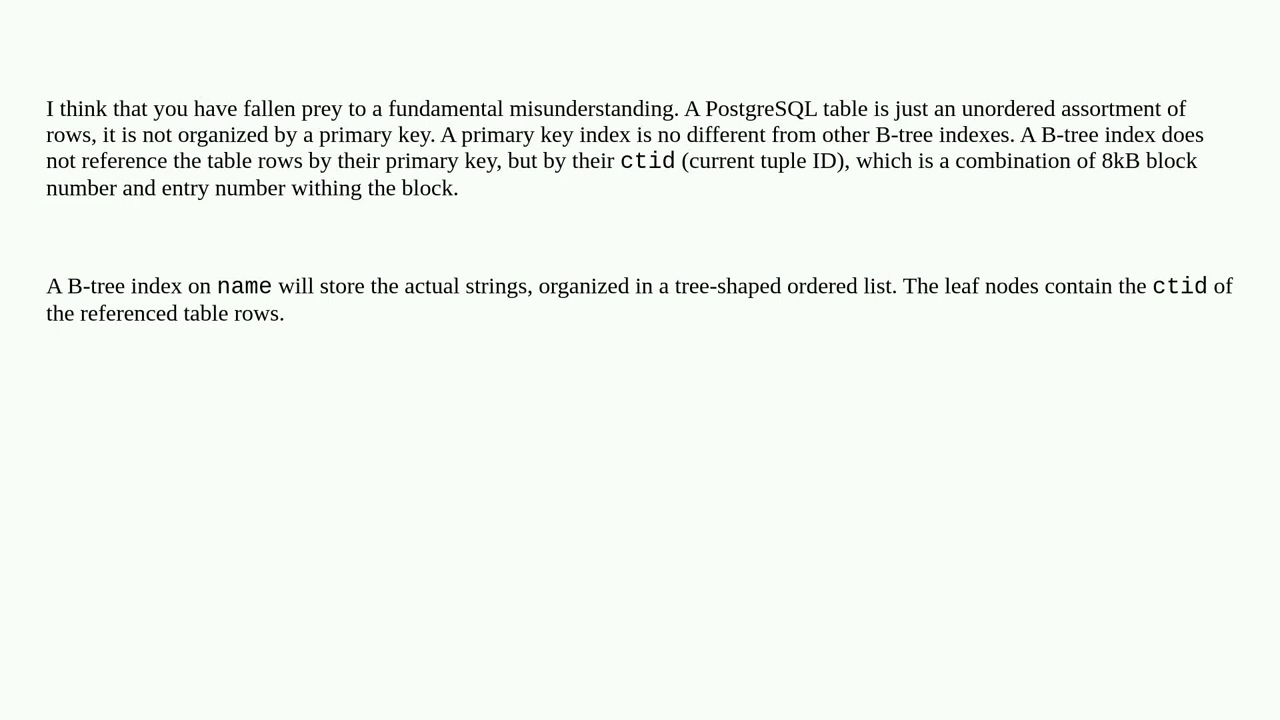 I think that you have fallen prey to a fundamental misunderstanding. A PostgreSQL table is just an unordered assortment of
rows, it is not organized by a primary key. A primary key index is no different from other B-tree indexes. A B-tree index does
not reference the table rows by their primary key, but by their ctid (current tuple ID), which is a combination of 8kB block
number and entry number withing the block.
A B-tree index on name will store the actual strings, organized in a tree-shaped ordered list. The leaf nodes contain the ctid of
the referenced table rows.